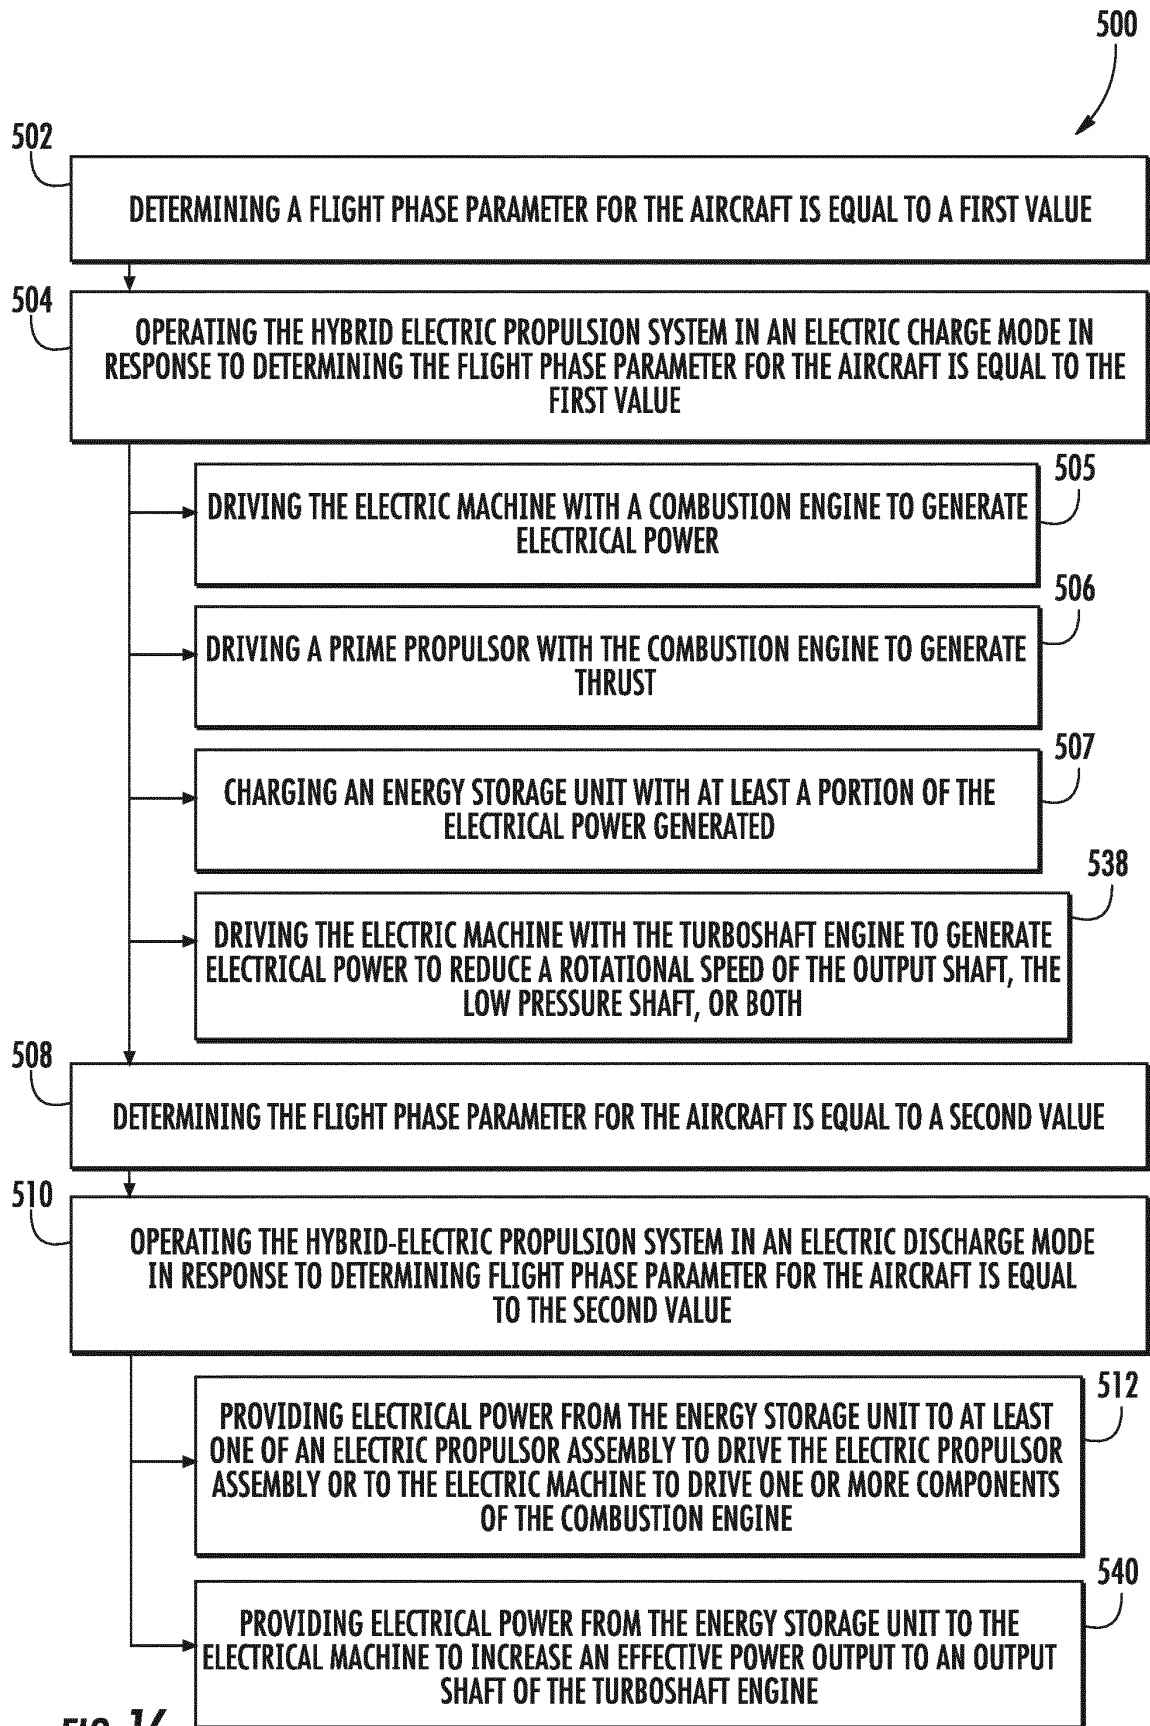 500
502
DETERMINING A FLIGHT PHASE PARAMETER FOR THE AIRCRAFT IS EQUAL TO A FIRST VALUE
504
OPERATING THE HYBRID ELECTRIC PROPULSION SYSTEM IN AN ELECTRIC CHARGE MODE IN
RESPONSE TO DETERMINING THE FLIGHT PHASE PARAMETER FOR THE AIRCRAFT IS EQUAL TO THE
FIRST VALUE
505
DRIVING THE ELECTRIC MACHINE WITH A COMBUSTION ENGINE TO GENERATE
ELECTRICAL POWER
506
DRIVING A PRIME PROPULSOR WITH THE COMBUSTION ENGINE TO GENERATE
THRUST
507
CHARGING AN ENERGY STORAGE UNIT WITH AT LEAST A PORTION OF THE
ELECTRICAL POWER GENERATED
538
DRIVING THE ELECTRIC MACHINE WITH THE TURBOSHAFT ENGINE TO GENERATE
ELECTRICAL POWER TO REDUCE A ROTATIONAL SPEED OF THE OUTPUT SHAFT, THE
LOW PRESSURE SHAFT, OR BOTH
508
DETERMINING THE FLIGHT PHASE PARAMETER FOR THE AIRCRAFT IS EQUAL TO A SECOND VALUE
510
OPERATING THE HYBRID-ELECTRIC PROPULSION SYSTEM IN AN ELECTRIC DISCHARGE MODE
IN RESPONSE TO DETERMINING FLIGHT PHASE PARAMETER FOR THE AIRCRAFT IS EQUAL
TO THE SECOND VALUE
512
PROVIDING ELECTRICAL POWER FROM THE ENERGY STORAGE UNIT TO AT LEAST
ONE OF AN ELECTRIC PROPULSOR ASSEMBLY TO DRIVE THE ELECTRIC PROPULSOR
ASSEMBLY OR TO THE ELECTRIC MACHINE TO DRIVE ONE OR MORE COMPONENTS
OF THE COMBUSTION ENGINE
540
PROVIDING ELECTRICAL POWER FROM THE ENERGY STORAGE UNIT TO THE
ELECTRICAL MACHINE TO INCREASE AN EFFECTIVE POWER OUTPUT TO AN OUTPUT
SHAFT OF THE TURBOSHAFT ENGINE